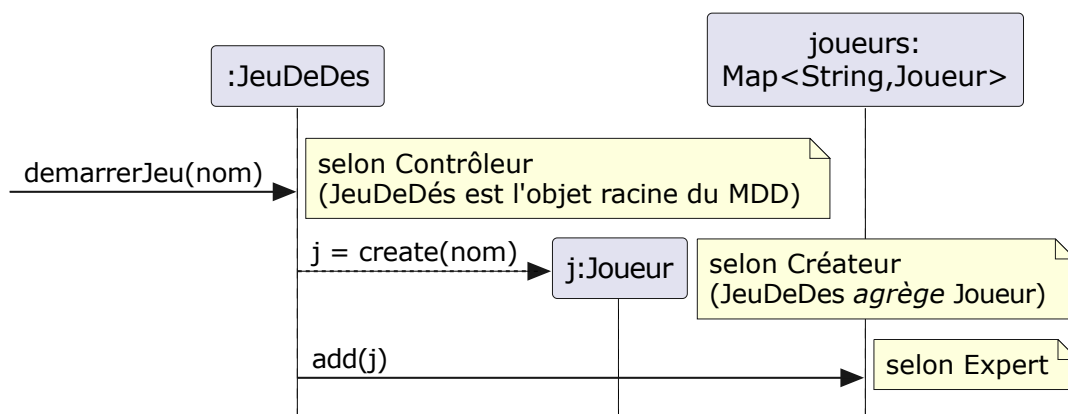 :JeuDeDes
joueurs:
Map<String,Joueur>
demarrerJeu(nom)
selon Contrôleur
(JeuDeDés est l'objet racine du MDD)
j = create(nom)
j:Joueur
selon Créateur
(JeuDeDes agrège Joueur)
add(j)
selon Expert